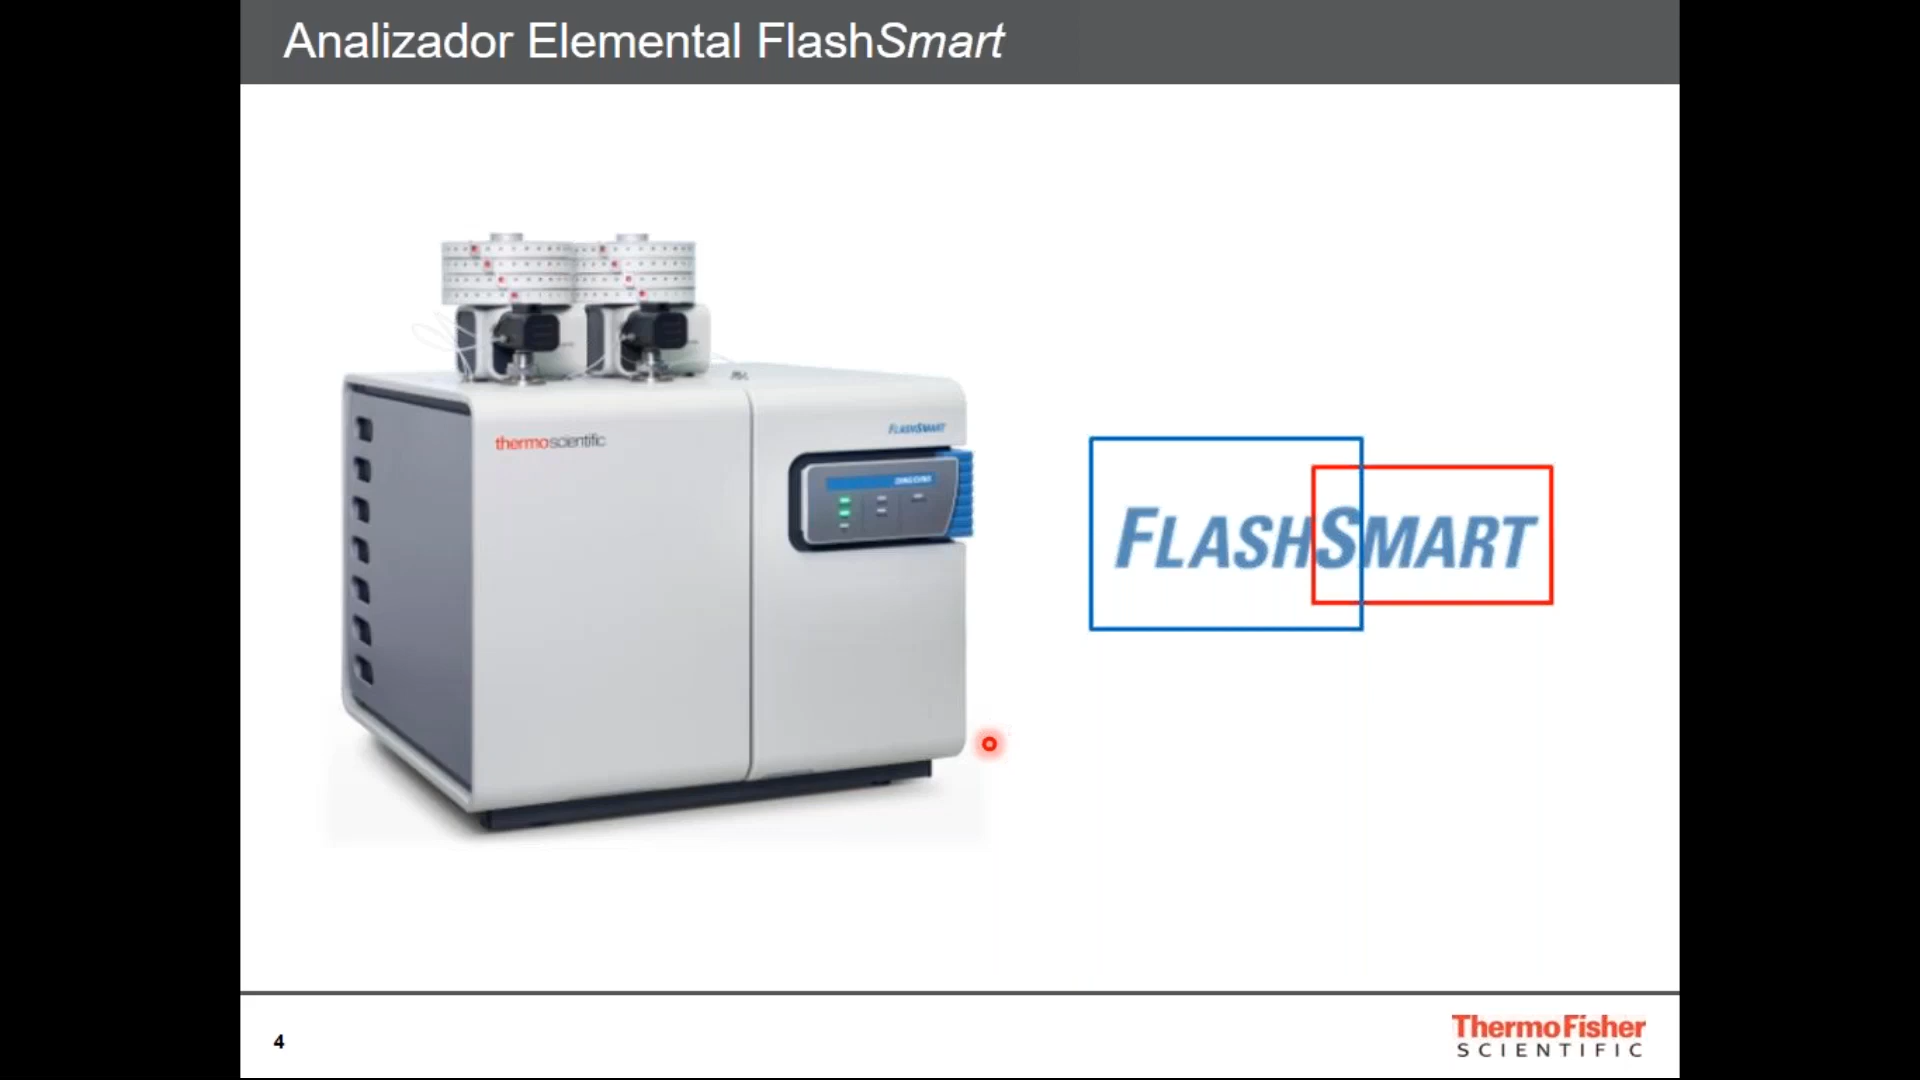 Analizador Elemental FlashSmart
thermoscientific
FLASHSMART
FLASHSMART
4
ThermoFisher
SCIENTIFIC